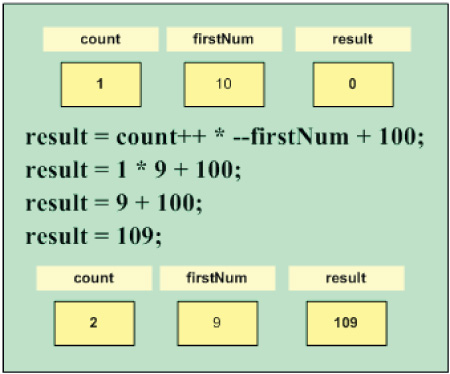 count firstNum result
1 10 0
result = count++ * --firstNum + 100;
result = 1 * 9 + 100;
result = 9 + 100;
result = 109;
count firstNum result
2 9 109